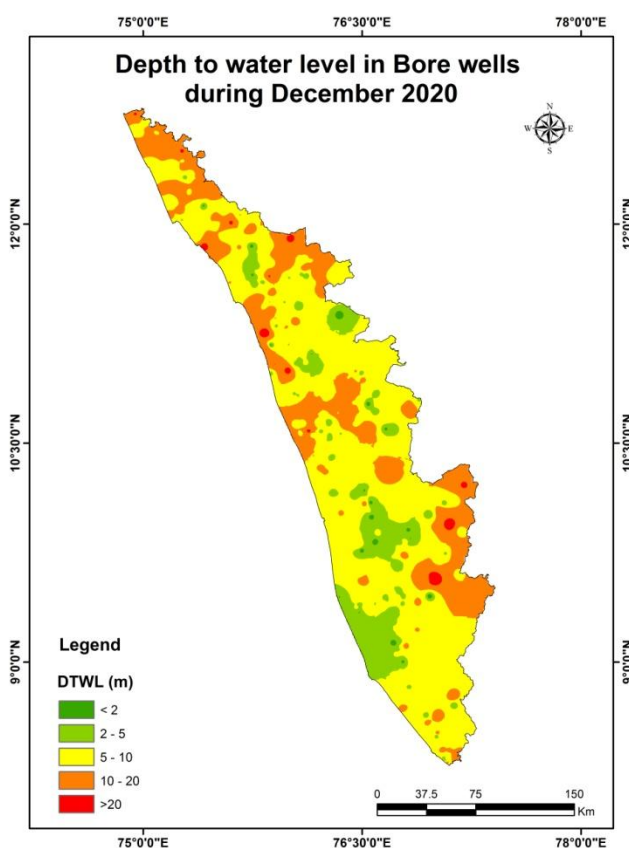 75°0'0"E 76°30'0"E 78°0'0"E
Depth to water level in Bore wells
during December 2020
N
W E
S
12°0'0"N 12°0'0"N
10°30'0"N 10°30'0"N
9°0'0"N 9°0'0"N
Legend
DTWL (m)
< 2
2 - 5
5 - 10
10 - 20
>20
0 37.5 75 150
Km
75°0'0"E 76°30'0"E 78°0'0"E